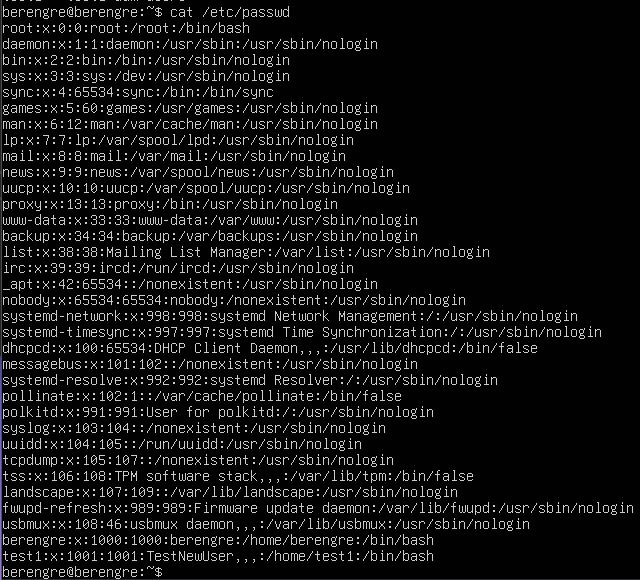 berengre@berengre:~$ cat /etc/passwd
root:x:0:0:root:/root:/bin/bash
daemon:x:1:1:daemon:/usr/sbin:/usr/sbin/nologin
bin:x:2:2:bin:/bin:/usr/sbin/nologin
sys:x:3:3:sys:/dev:/usr/sbin/nologin
sync:x:4:65534:sync:/bin:/bin/sync
games:x:5:60:games:/usr/games:/usr/sbin/nologin
man:x:6:12:man:/var/cache/man:/usr/sbin/nologin
lp:x:7:7:lp:/var/spool/lpd:/usr/sbin/nologin
mail:x:8:8:mail:/var/mail:/usr/sbin/nologin
news:x:9:9:news:/var/spool/news:/usr/sbin/nologin
uucp:x:10:10:uucp:/var/spool/uucp:/usr/sbin/nologin
proxy:x:13:13:proxy:/bin:/usr/sbin/nologin
www-data:x:33:33:www-data:/var/www:/usr/sbin/nologin
backup:x:34:34:backup:/var/backups:/usr/sbin/nologin
list:x:38:38:Mailing List Manager:/var/list:/usr/sbin/nologin
irc:x:39:39:ircd:/run/ircd:/usr/sbin/nologin
_apt:x:42:65534::/nonexistent:/usr/sbin/nologin
nobody:x:65534:65534:nobody:/nonexistent:/usr/sbin/nologin
systemd-network:x:998:998:systemd Network Management:/:/usr/sbin/nologin
systemd-timesync:x:997:997:systemd Time Synchronization:/:/usr/sbin/nologin
dhcpcd:x:100:65534:DHCP Client Daemon,,,:/usr/lib/dhcpcd:/bin/false
messagebus:x:101:102::/nonexistent:/usr/sbin/nologin
systemd-resolve:x:992:992:systemd Resolver:/:/usr/sbin/nologin
pollinate:x:102:1::/var/cache/pollinate:/bin/false
polkitd:x:991:991:User for polkitd:/:/usr/sbin/nologin
syslog:x:103:104::/nonexistent:/usr/sbin/nologin
uuidd:x:104:105::/run/uuidd:/usr/sbin/nologin
tcpdump:x:105:107::/nonexistent:/usr/sbin/nologin
tss:x:106:108:TPM software stack,,,:/var/lib/tpm:/bin/false
landscape:x:107:109::/var/lib/landscape:/usr/sbin/nologin
fwupd-refresh:x:989:989:Firmware update daemon:/var/lib/fwupd:/usr/sbin/nologin
usbmux:x:108:46:usbmux daemon,,,:/var/lib/usbmux:/usr/sbin/nologin
berengre:x:1000:1000:berengre:/home/berengre:/bin/bash
test1:x:1001:1001:TestNewUser,,,:/home/test1:/bin/bash
berengre@berengre:~$